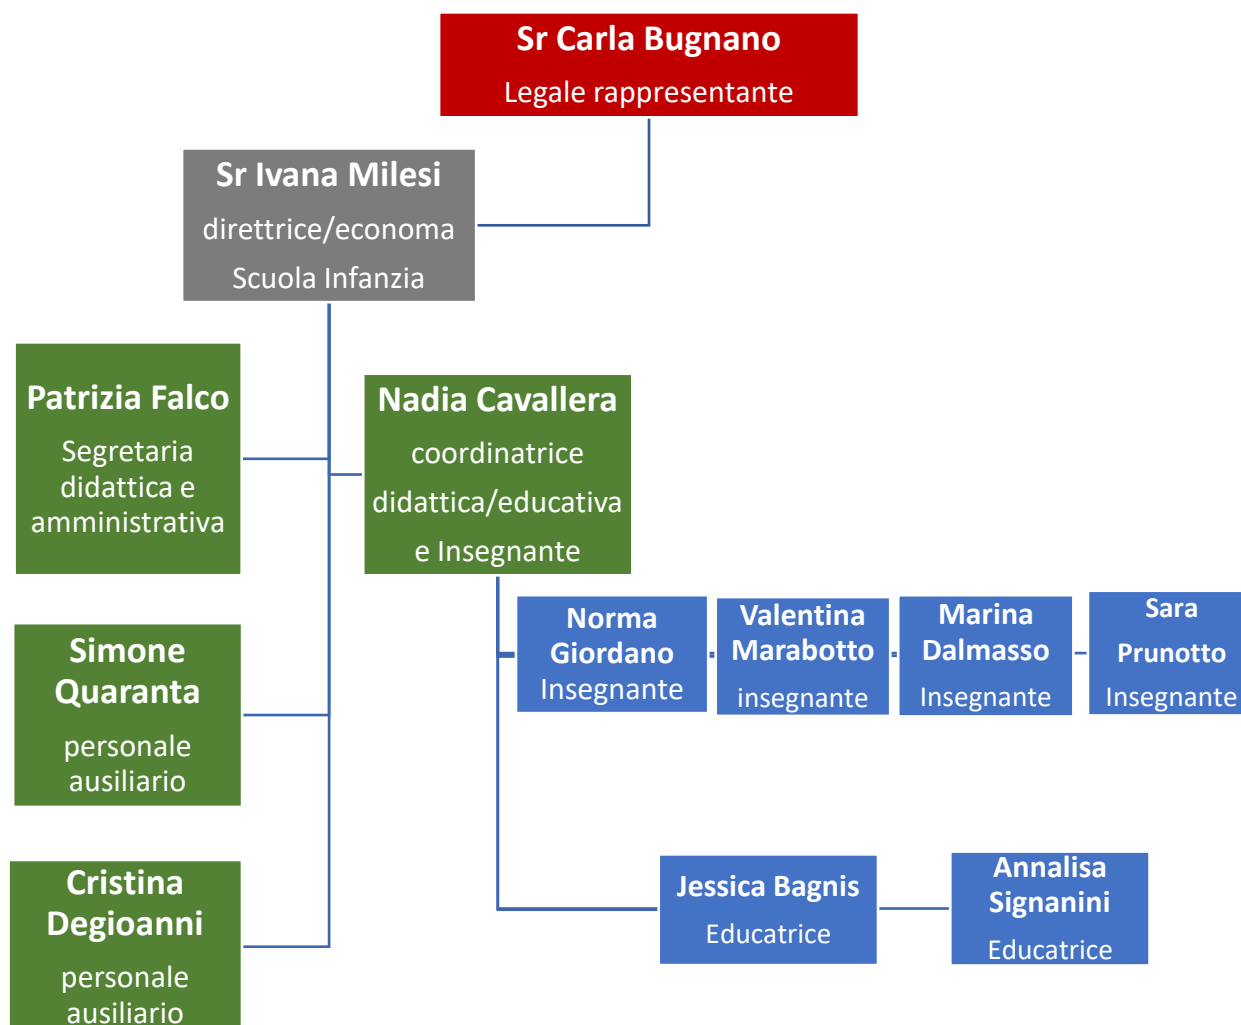 Sr Carla Bugnano
Legale rappresentante
Sr Ivana Milesi
direttrice/economa
Scuola Infanzia
Patrizia Falco
Segretaria
didattica e
amministrativa
Nadia Cavallera
coordinatrice
didattica/educativa
e Insegnante
Norma
Giordano
Insegnante
Valentina
Marabotto
insegnante
Marina
Dalmasso
Insegnante
Sara
Prunotto
Insegnante
Simone
Quaranta
personale
ausiliario
Jessica Bagnis
Educatrice
Annalisa
Signanini
Educatrice
Cristina
Degioanni
personale
ausiliario